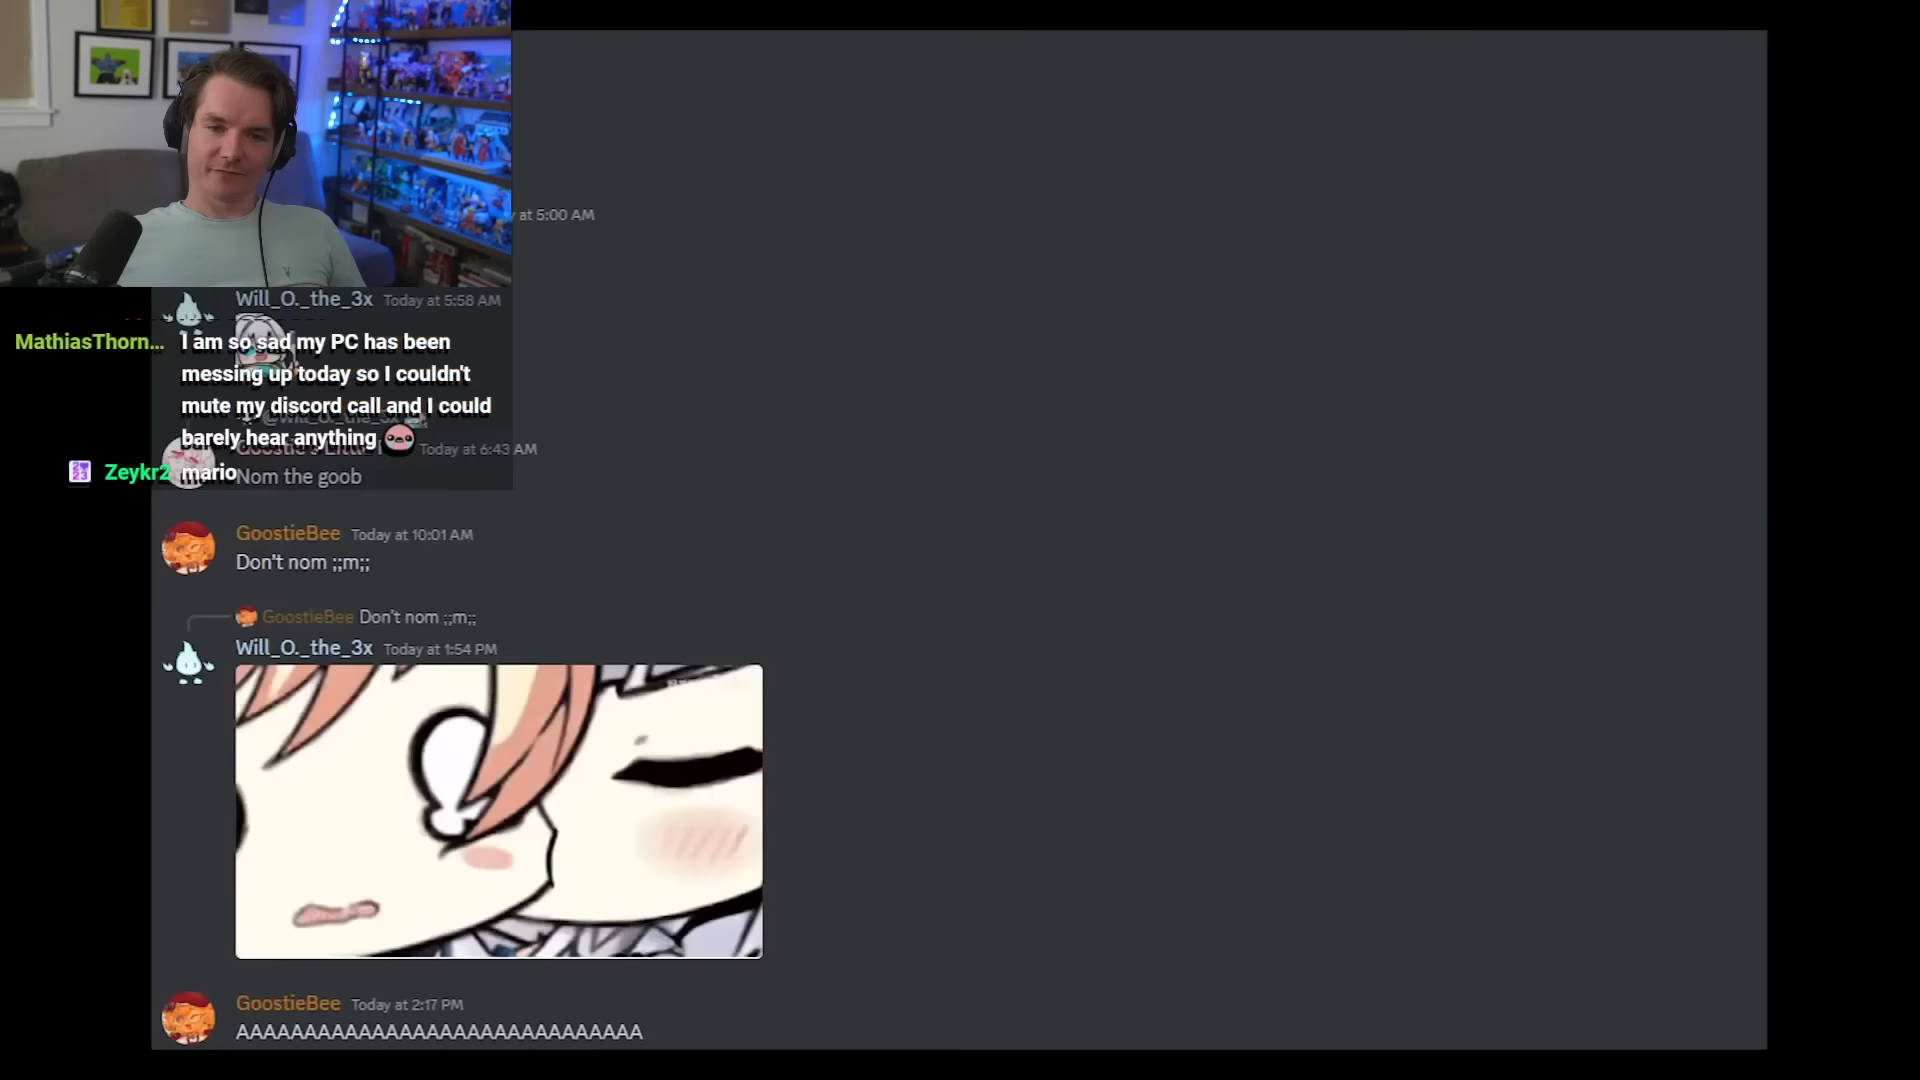 at 5:00 AM
Will_O._the_3x Today at 5:58 AM
MathiasThorn... I am so sad my PC has been
messing up today so I couldn't
mute my discord call and I could
barely hear anything
Today at 6:43 AM
Zeykr2 mario
Nom the goob
GoostieBee Today at 10:01 AM
Don't nom ;;m;;
GoostieBee Don't nom ;;m;;
Will_O._the_3x Today at 1:54 PM
GoostieBee Today at 2:17 PM
AAAAAAAAAAAAAAAAAAAAAAAAAAAAAA